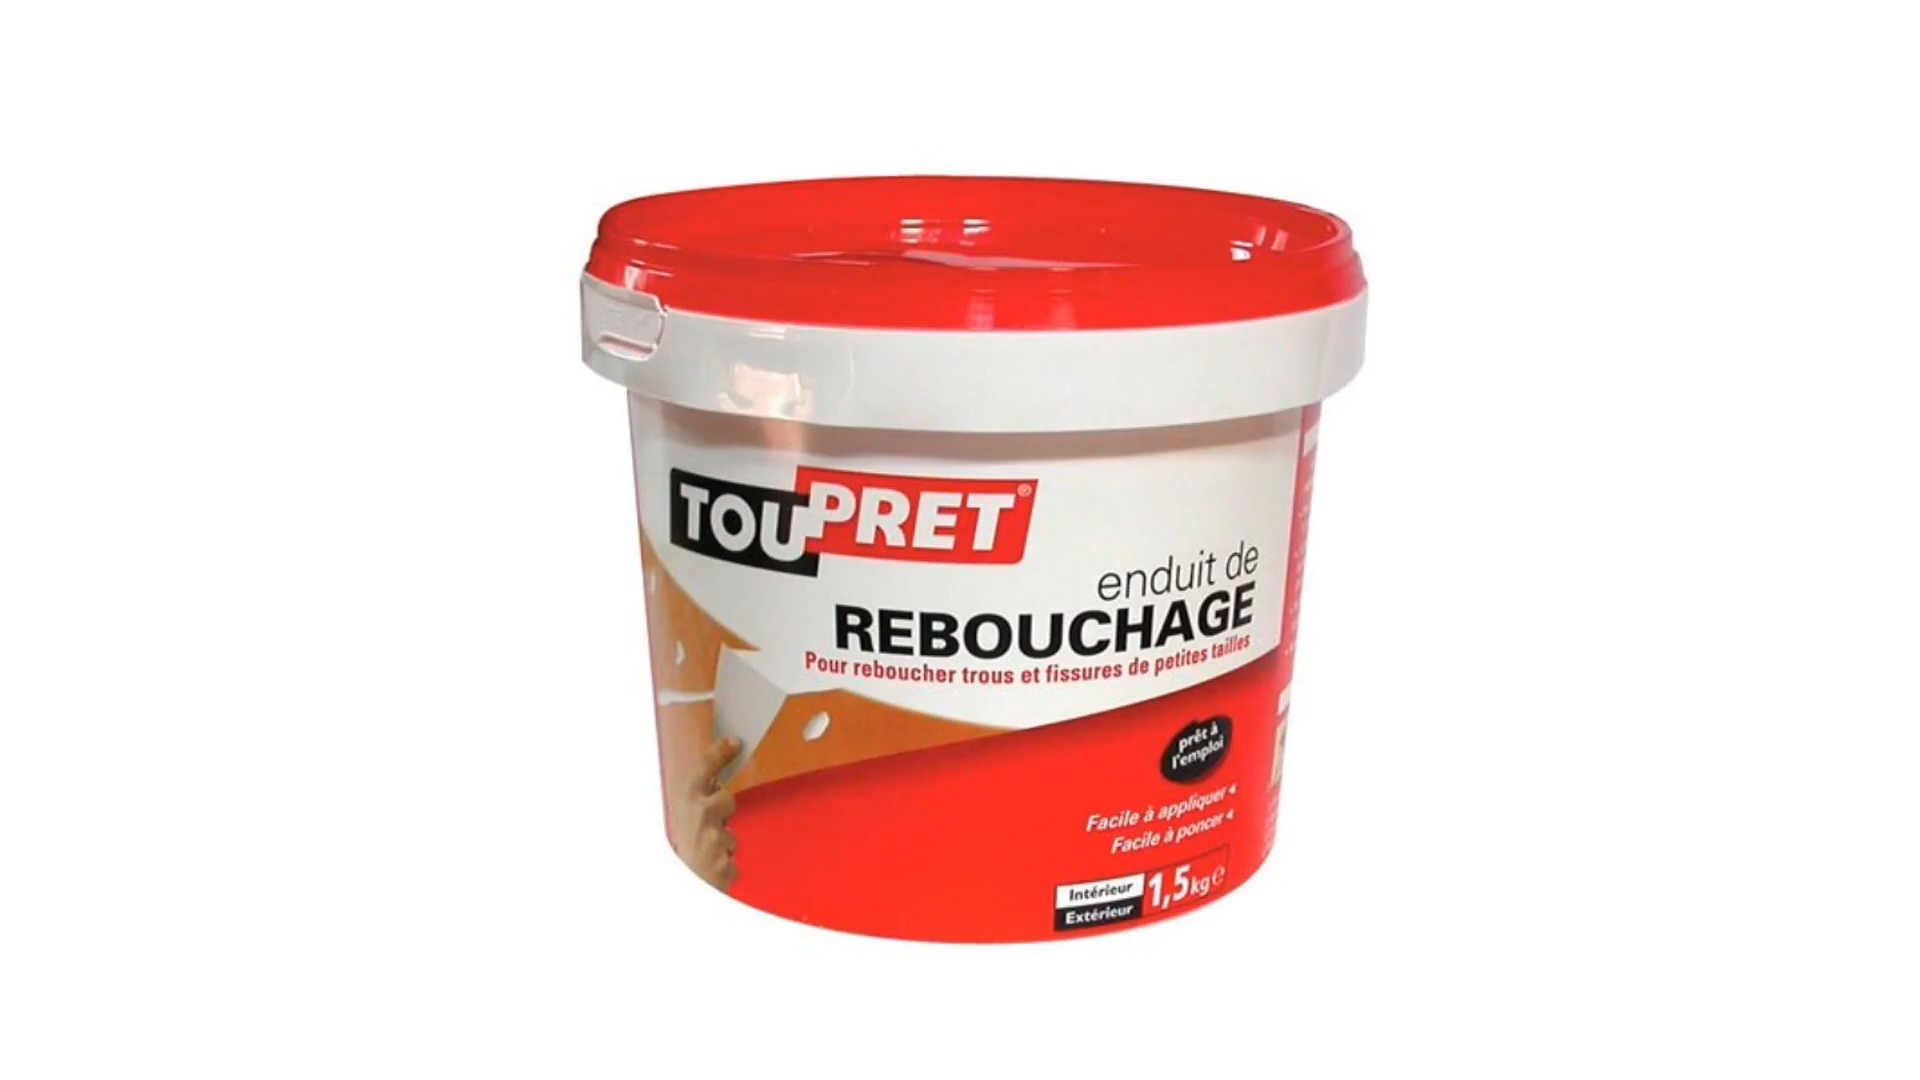 TOUPRET®
enduit de
REBOUCHAGE
Pour reboucher trous et fissures de petites tailles
prêt à
l'emploi
Facile à appliquer
Facile à poncer
Intérieur
Extérieur
1,5kg e